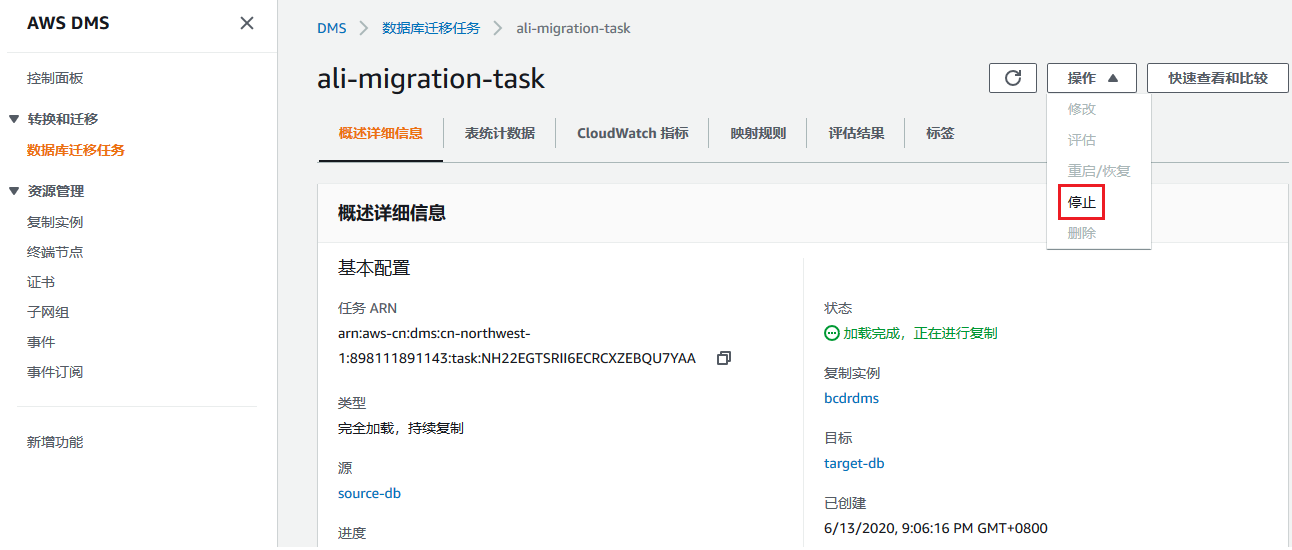 AWS DMS
控制面板
转换和迁移
数据库迁移任务
资源管理
复制实例
终端节点
证书
子网组
事件
事件订阅
新增功能
DMS
数据库迁移任务
ali-migration-task
ali-migration-task
操作
快速查看和比较
修改
评估
重启/恢复
停止
删除
概述详细信息
表统计数据
CloudWatch 指标
映射规则
评估结果
标签
概述详细信息
基本配置
任务 ARN
arn:aws-cn:dms:cn-northwest-
1:898111891143:task:NH22EGTSRII6ECRCXZEBQU7YAA
类型
完全加载，持续复制
源
source-db
进度
状态
加载完成，正在进行复制
复制实例
bcdrdms
目标
target-db
已创建
6/13/2020, 9:06:16 PM GMT+0800